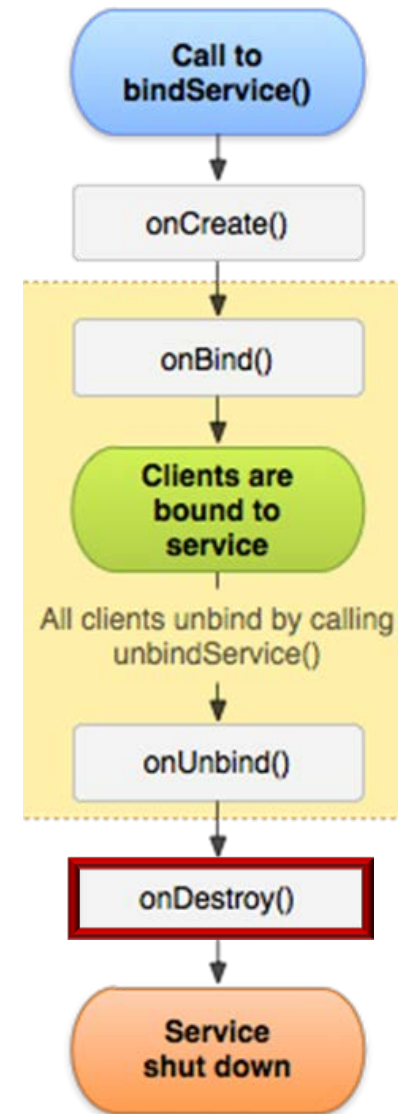 Call to
bindService()
onCreate()
onBind()
Clients are
bound to
service
All clients unbind by calling
unbindService()
onUnbind()
onDestroy()
Service
shut down